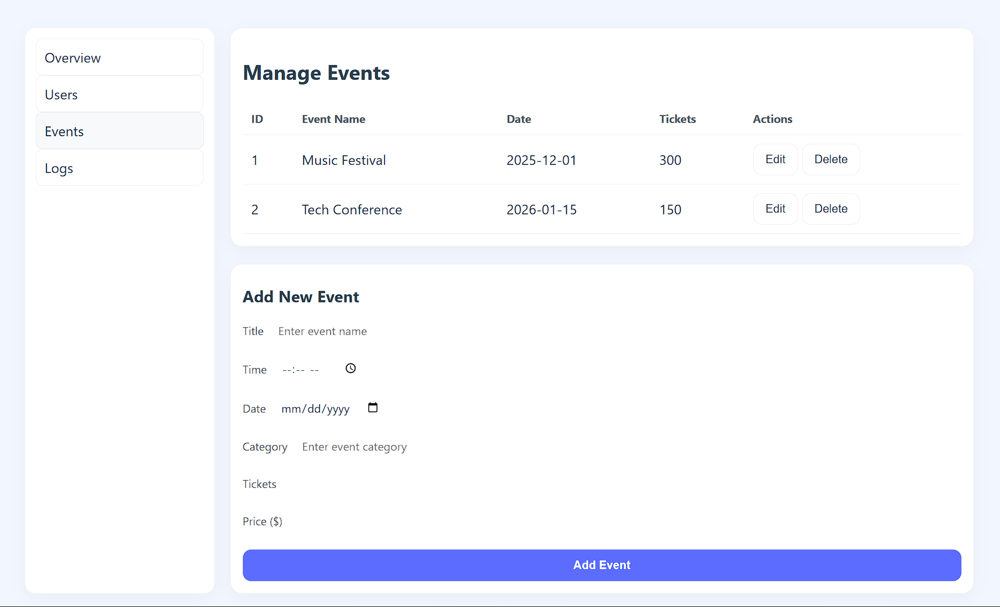 Overview
Users
Events
Logs
Manage Events
ID Event Name Date Tickets Actions
1 Music Festival 2025-12-01 300 Edit Delete
2 Tech Conference 2026-01-15 150 Edit Delete
Add New Event
Title Enter event name
Time --:-- --
Date mm/dd/yyyy
Category Enter event category
Tickets
Price ($)
Add Event